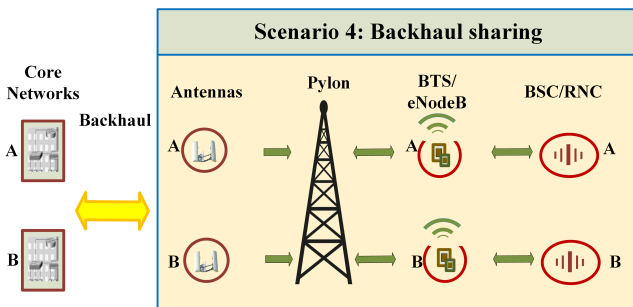 Scenario 4: Backhaul sharing
Core
Networks
Backhaul
Antennas
Pylon
BTS/
eNodeB
BSC/RNC
A
A
A
A
B
B
B
B